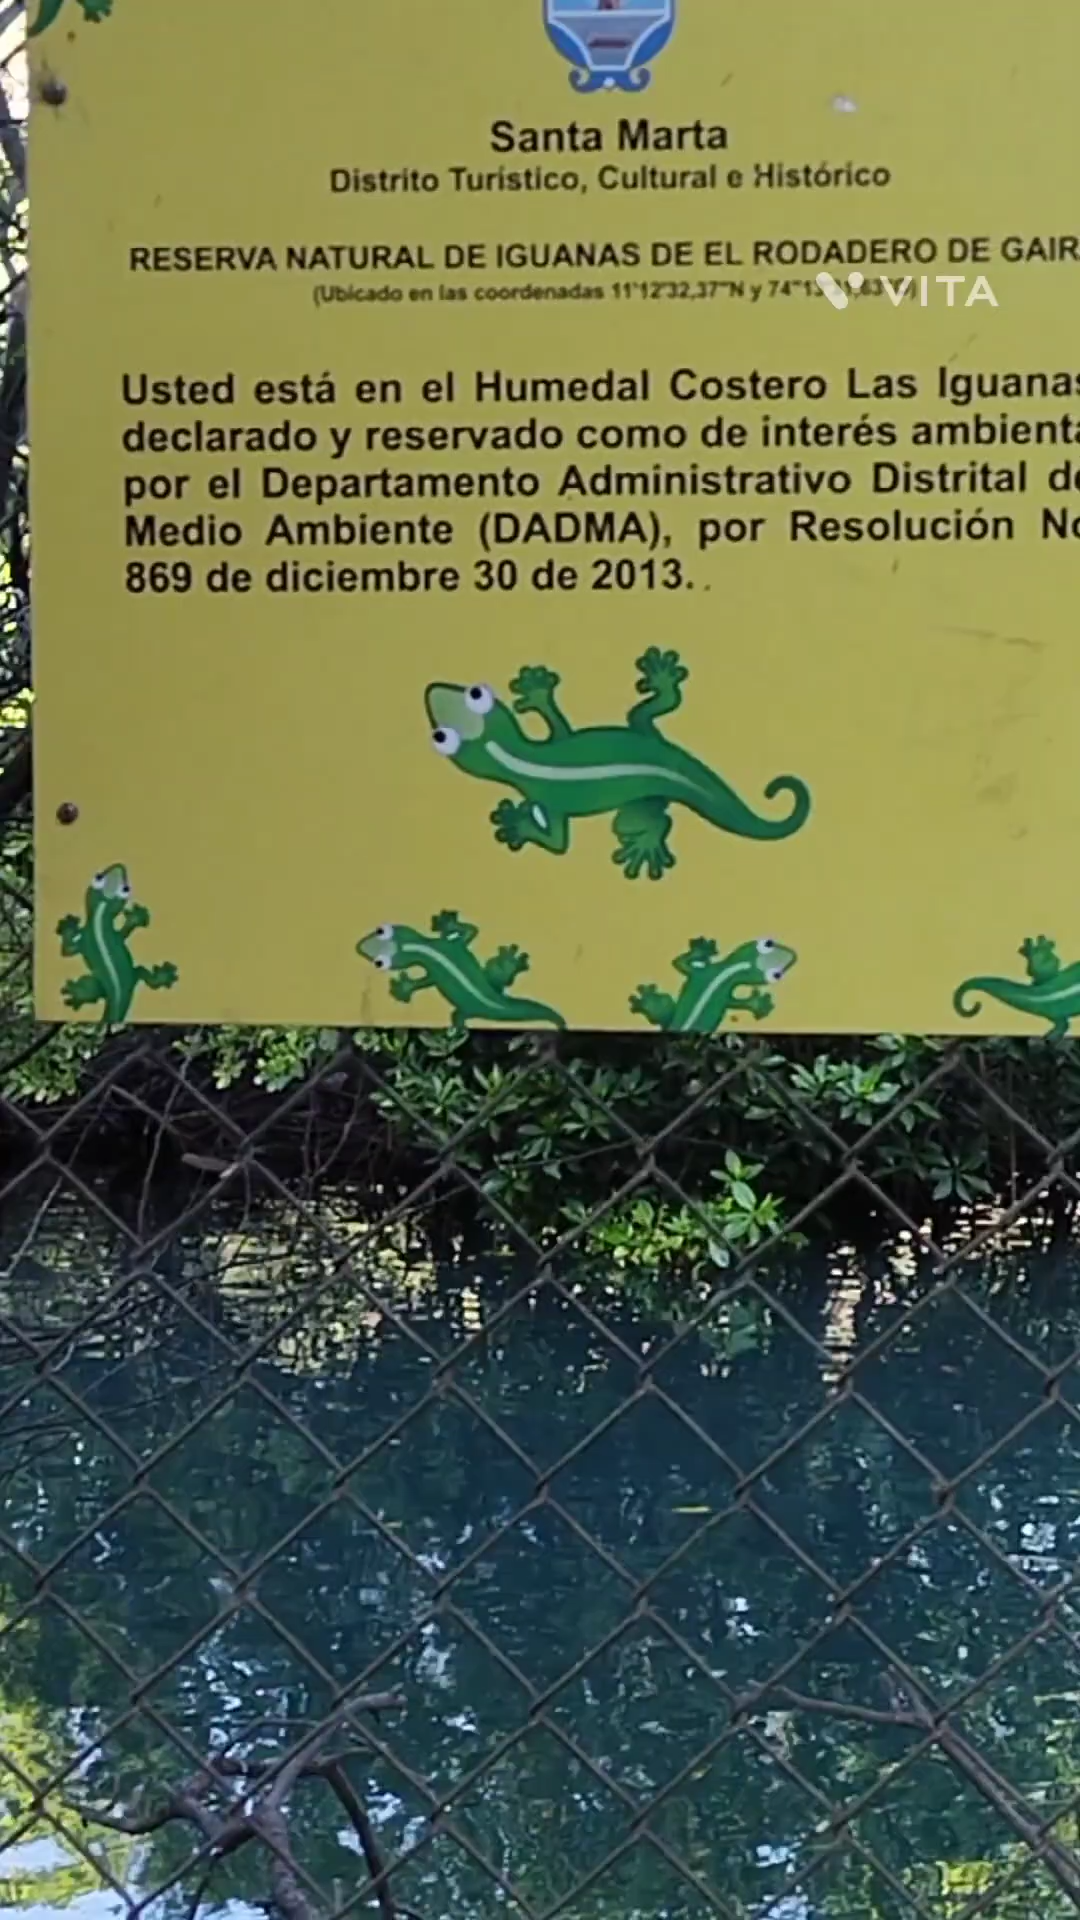 Santa Marta
Distrito Turístico, Cultural e Histórico
RESERVA NATURAL DE IGUANAS DE EL RODADERO DE GAIR
(Ubicado en las coordenadas 11°12'32,37"N y
VITA
Usted está en el Humedal Costero Las Iguanas
declarado y reservado como de interés ambienta
por el Departamento Administrativo Distrital de
Medio Ambiente (DADMA), por Resolución No
869 de diciembre 30 de 2013.